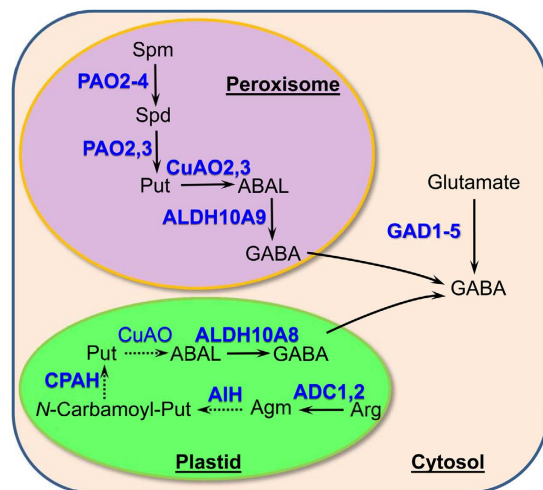 Spm
PAO2-4
Peroxisome
Spd
PAO2,3
CuAO2,3
Put
ABAL
ALDH10A9
GABA
Glutamate
GAD1-5
GABA
CuAO
ALDH10A8
Put
ABAL
GABA
CPAH
AIH
ADC1,2
N-Carbamoyl-Put
Agm
Arg
Plastid
Cytosol